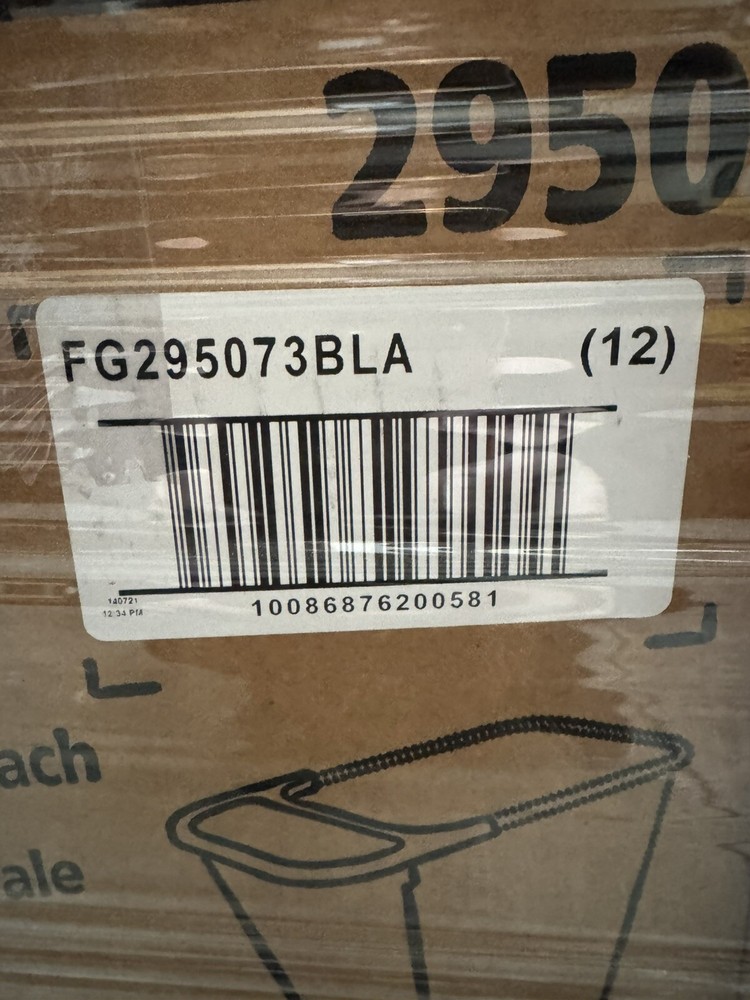 2950
FG295073BLA (12)
140721
12:34 PM
10086876200581
ach
ale